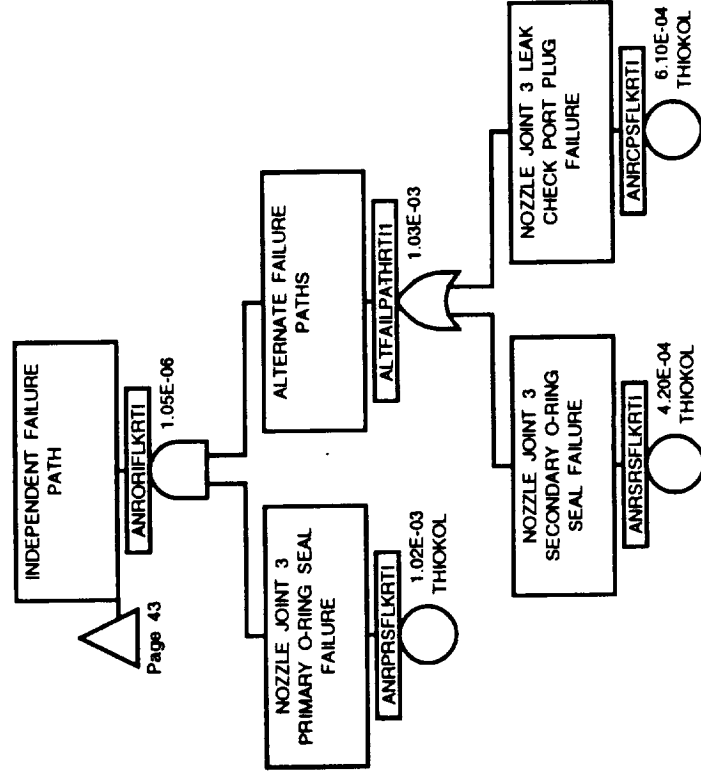 INDEPENDENT FAILURE
PATH
ANRORIFLKRTI
1.05E-06
Page 43
NOZZLE JOINT 3
PRIMARY O-RING SEAL
FAILURE
ANRPRSFLKRTI
1.02E-03
THIOKOL
ALTERNATE FAILURE
PATHS
ALTFAILPATHRTI1
1.03E-03
NOZZLE JOINT 3
SECONDARY O-RING
SEAL FAILURE
ANRSRSFLKRTI
4.20E-04
THIOKOL
NOZZLE JOINT 3 LEAK
CHECK PORT PLUG
FAILURE
ANRCPSFLKRTI
6.10E-04
THIOKOL